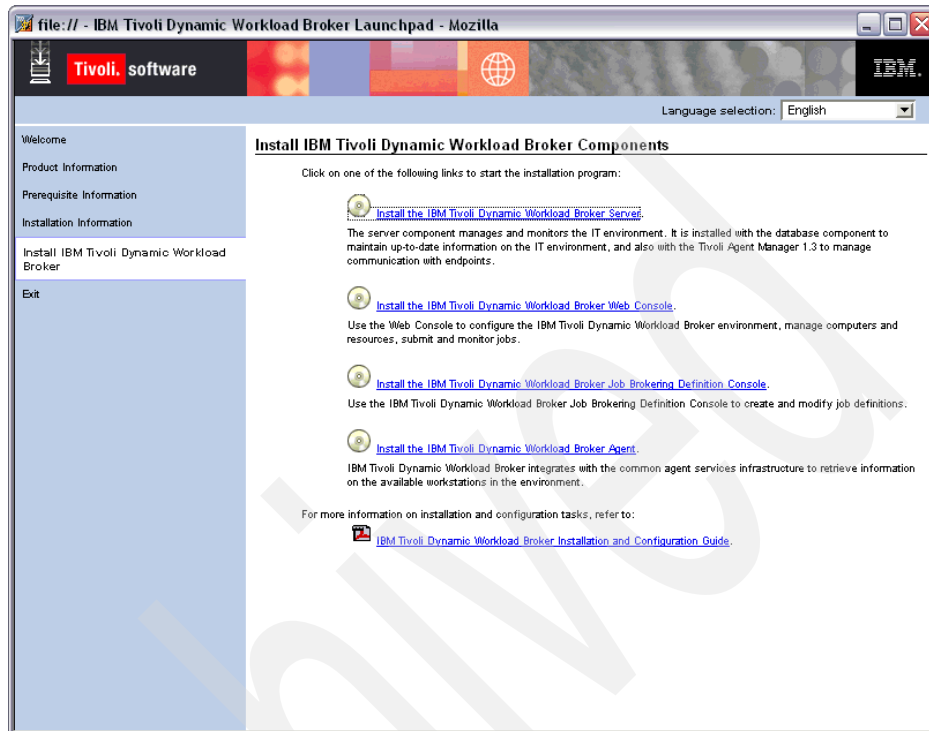 file:// - IBM Tivoli Dynamic Workload Broker Launchpad - Mozilla
Tivoli. software
IBM.
Language selection: English
Welcome
Product Information
Prerequisite Information
Installation Information
Install IBM Tivoli Dynamic Workload
Broker
Exit
Install IBM Tivoli Dynamic Workload Broker Components
Click on one of the following links to start the installation program:
Install the IBM Tivoli Dynamic Workload Broker Server.
The server component manages and monitors the IT environment. It is installed with the database component to
maintain up-to-date information on the IT environment, and also with the Tivoli Agent Manager 1.3 to manage
communication with endpoints.
Install the IBM Tivoli Dynamic Workload Broker Web Console.
Use the Web Console to configure the IBM Tivoli Dynamic Workload Broker environment, manage computers and
resources, submit and monitor jobs.
Install the IBM Tivoli Dynamic Workload Broker Job Brokering Definition Console.
Use the IBM Tivoli Dynamic Workload Broker Job Brokering Definition Console to create and modify job definitions.
Install the IBM Tivoli Dynamic Workload Broker Agent.
IBM Tivoli Dynamic Workload Broker integrates with the common agent services infrastructure to retrieve information
on the available workstations in the environment.
For more information on installation and configuration tasks, refer to:
IBM Tivoli Dynamic Workload Broker Installation and Configuration Guide.